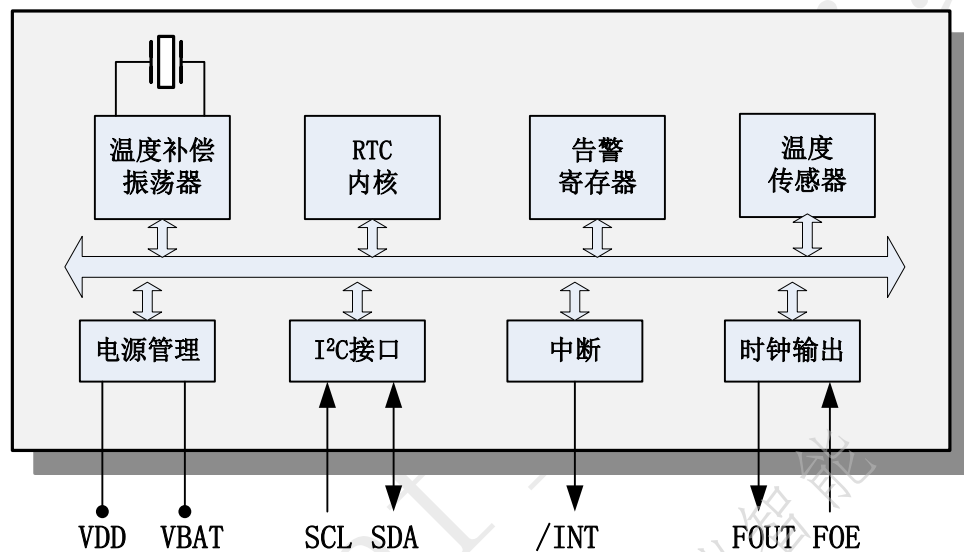 温度补偿
振荡器
RTC
内核
告警
寄存器
温度
传感器
电源管理
I²C接口
中断
时钟输出
VDD VBAT SCL SDA /INT FOUT FOE
智能